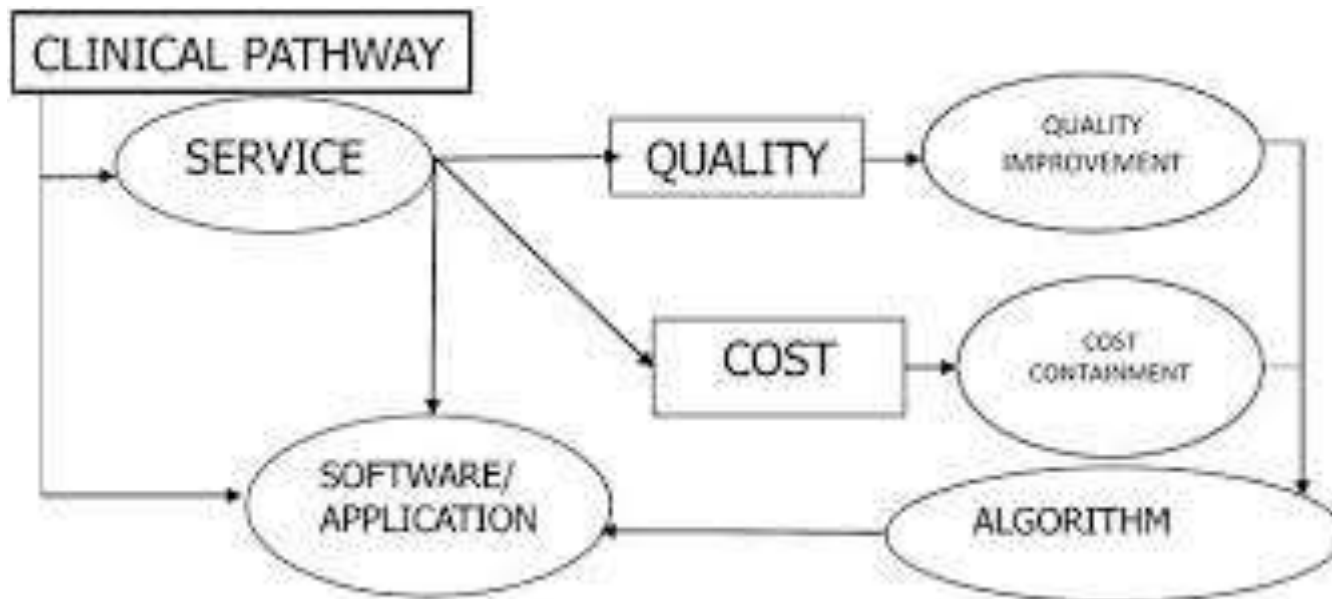 CLINICAL PATHWAY
SERVICE
QUALITY
QUALITY
IMPROVEMENT
COST
COST
CONTAINMENT
SOFTWARE/
APPLICATION
ALGORITHM